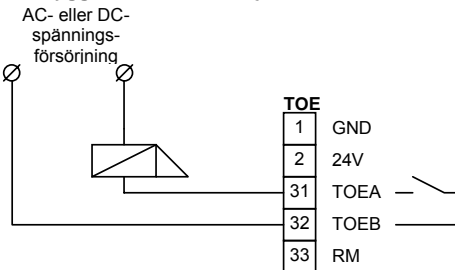 AC- eller DC-
spännings-
försörjning
TOE
1 GND
2 24V
31 TOEA
32 TOEB
33 RM